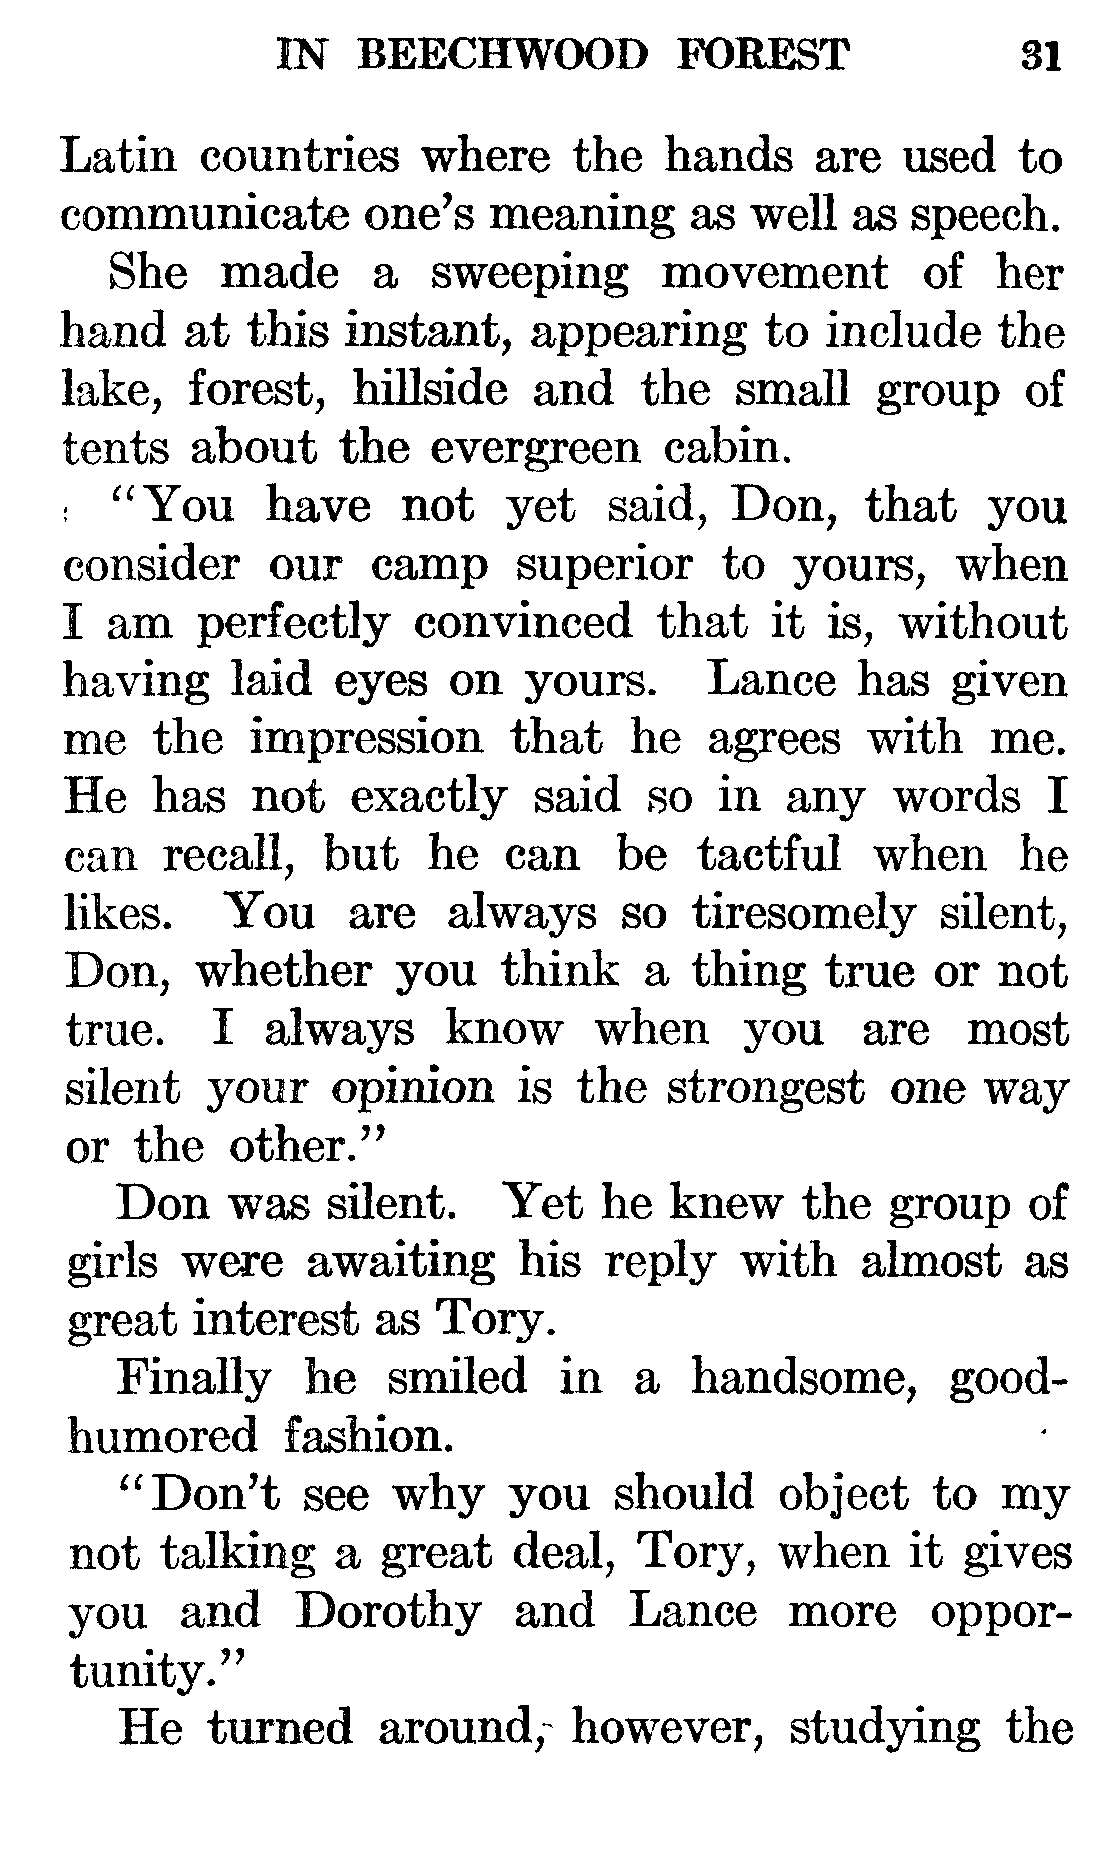 IN BEECHWOOD FOREST 31
Latin countries where the hands are used to
communicate one's meaning as well as speech.
She made a sweeping movement of her
hand at this instant, appearing to include the
lake, forest, hillside and the small group of
tents about the evergreen cabin.
"You have not yet said, Don, that you
consider our camp superior to yours, when
I am perfectly convinced that it is, without
having laid eyes on yours. Lance has given
me the impression that he agrees with me.
He has not exactly said so in any words I
can recall, but he can be tactful when he
likes. You are always so tiresomely silent,
Don, whether you think a thing true or not
true. I always know when you are most
silent your opinion is the strongest one way
or the other."
Don was silent. Yet he knew the group of
girls were awaiting his reply with almost as
great interest as Tory.
Finally he smiled in a handsome, good-
humored fashion.
"Don't see why you should object to my
not talking a great deal, Tory, when it gives
you and Dorothy and Lance more oppor-
tunity."
He turned around, however, studying the